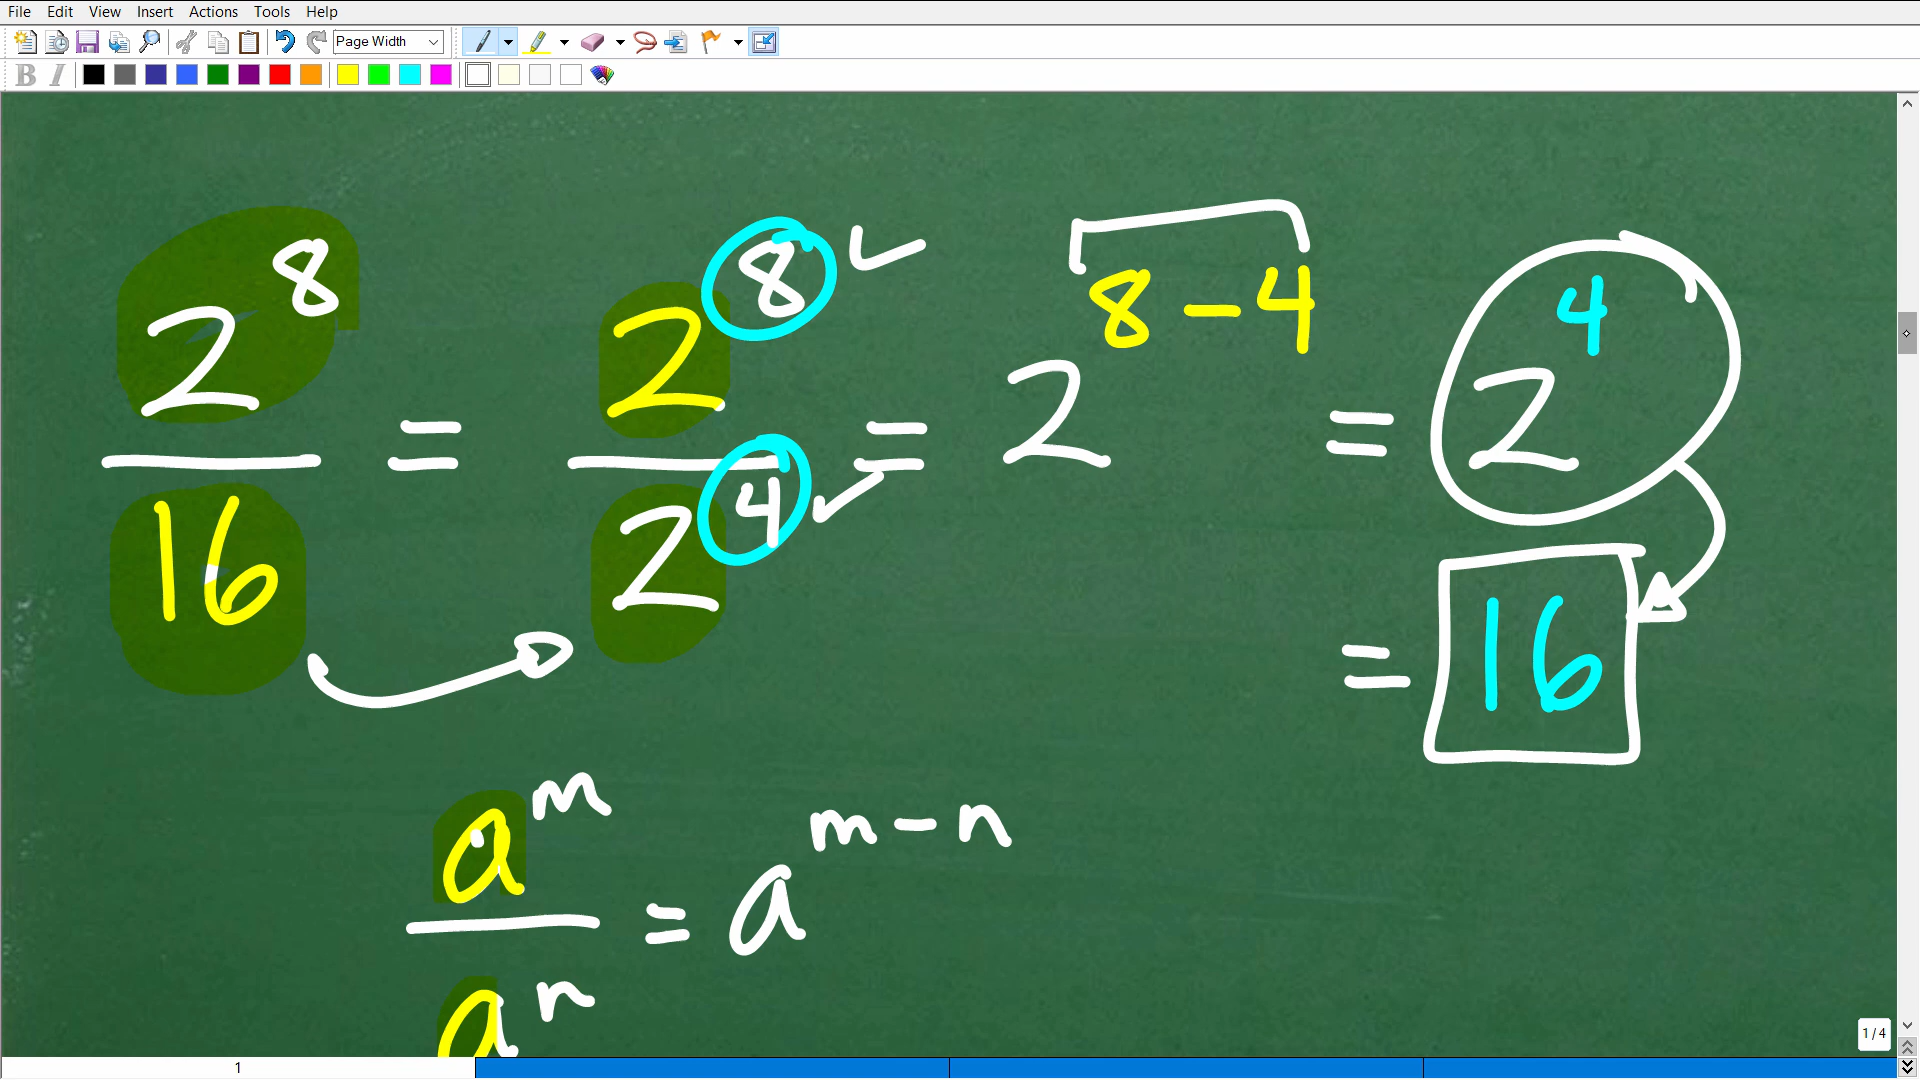 File Edit View Insert Actions Tools Help
Page Width
B I
2^8 / 16 = 2^8 / 2^4 = 2^(8-4) = 2^4
= 16
a^m / a^n = a^(m-n)
1 / 4
1